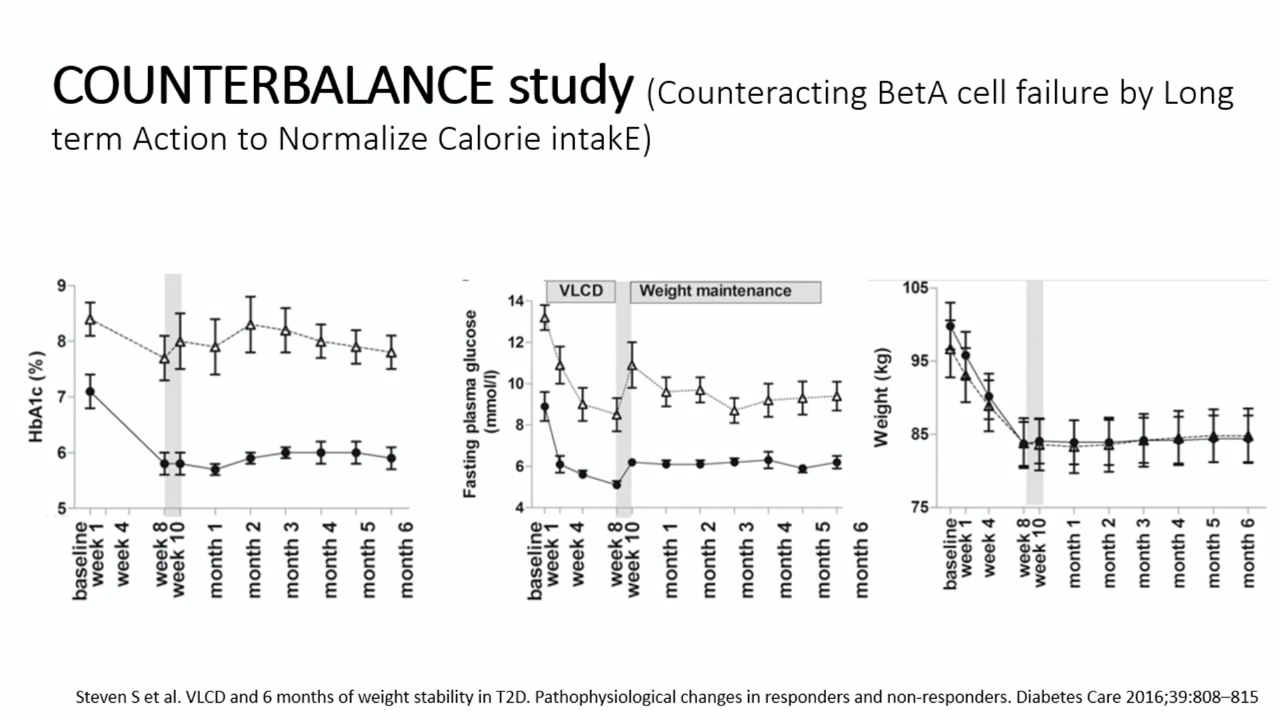 COUNTERBALANCE study (Counteracting BetA cell failure by Long
term Action to Normalize Calorie intakE)
HbA1c (%)
9
8
7
6
5
baseline
week 1
week 4
week 8
week 10
month 1
month 2
month 3
month 4
month 5
month 6
VLCD
Weight maintenance
Fasting plasma glucose
(mmol/l)
14
12
10
8
6
4
baseline
week 1
week 4
week 8
week 10
month 1
month 2
month 3
month 4
month 5
month 6
Weight (kg)
105
95
85
75
baseline
week 1
week 4
week 8
week 10
month 1
month 2
month 3
month 4
month 5
month 6
Steven S et al. VLCD and 6 months of weight stability in T2D. Pathophysiological changes in responders and non-responders. Diabetes Care 2016;39:808–815